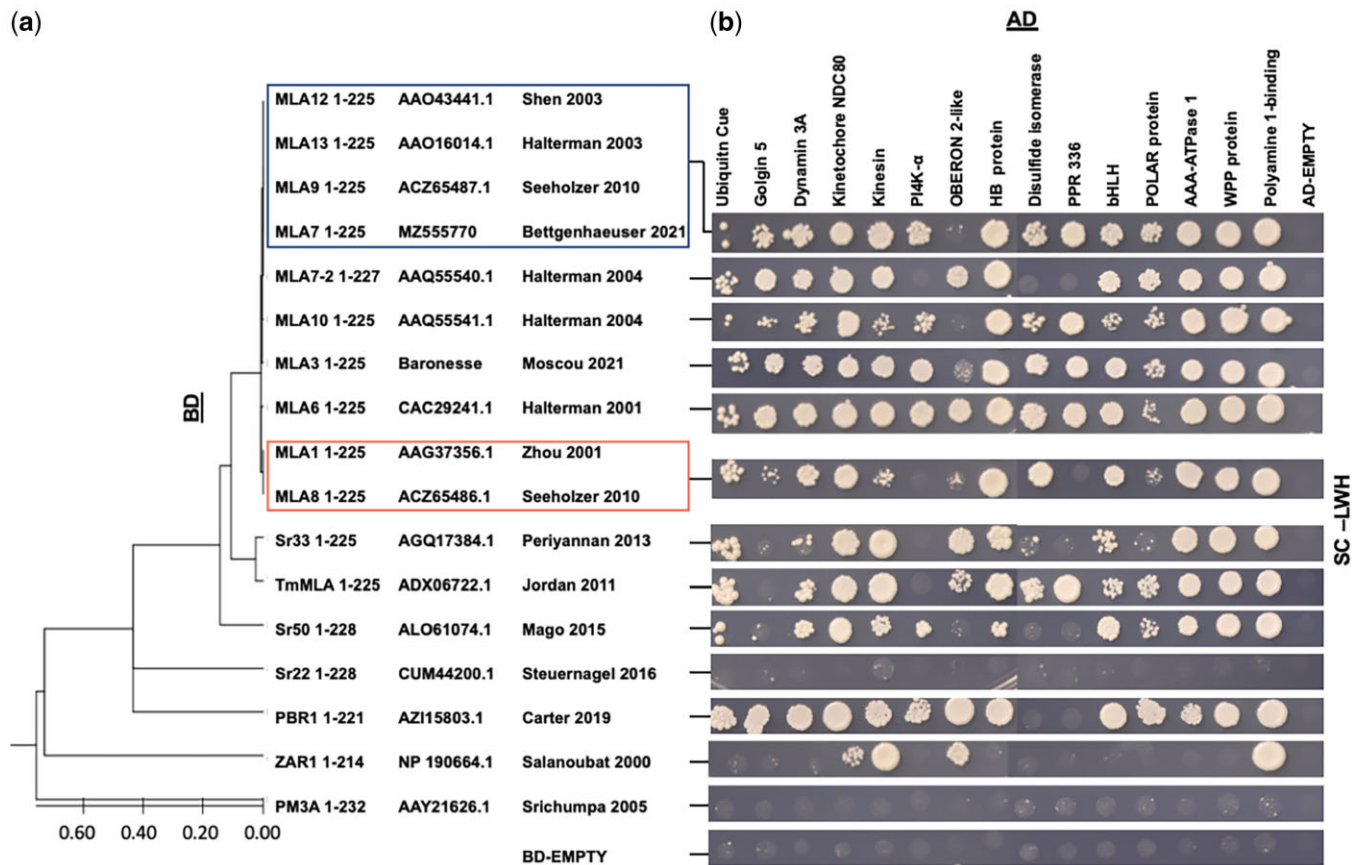 (a)
(b)
AD
Ubiquitn Cue
Golgin 5
Dynamin 3A
Kinetochore NDC80
Kinesin
PI4K-α
OBERON 2-like
HB protein
Disulfide isomerase
PPR 336
bHLH
POLAR protein
AAA-ATPase 1
WPP protein
Polyamine 1-binding
AD-EMPTY
BD
MLA12 1-225 AAO43441.1 Shen 2003
MLA13 1-225 AAO16014.1 Halterman 2003
MLA9 1-225 ACZ65487.1 Seeholzer 2010
MLA7 1-225 MZ555770 Bettgenhaeuser 2021
MLA7-2 1-227 AAQ55540.1 Halterman 2004
MLA10 1-225 AAQ55541.1 Halterman 2004
MLA3 1-225 Baronesse Moscou 2021
MLA6 1-225 CAC29241.1 Halterman 2001
MLA1 1-225 AAG37356.1 Zhou 2001
MLA8 1-225 ACZ65486.1 Seeholzer 2010
Sr33 1-225 AGQ17384.1 Periyannan 2013
TmMLA 1-225 ADX06722.1 Jordan 2011
Sr50 1-228 ALO61074.1 Mago 2015
Sr22 1-228 CUM44200.1 Steuernagel 2016
PBR1 1-221 AZI15803.1 Carter 2019
ZAR1 1-214 NP 190664.1 Salanoubat 2000
PM3A 1-232 AAY21626.1 Srichumpa 2005
BD-EMPTY
0.60 0.40 0.20 0.00
SC –LWH